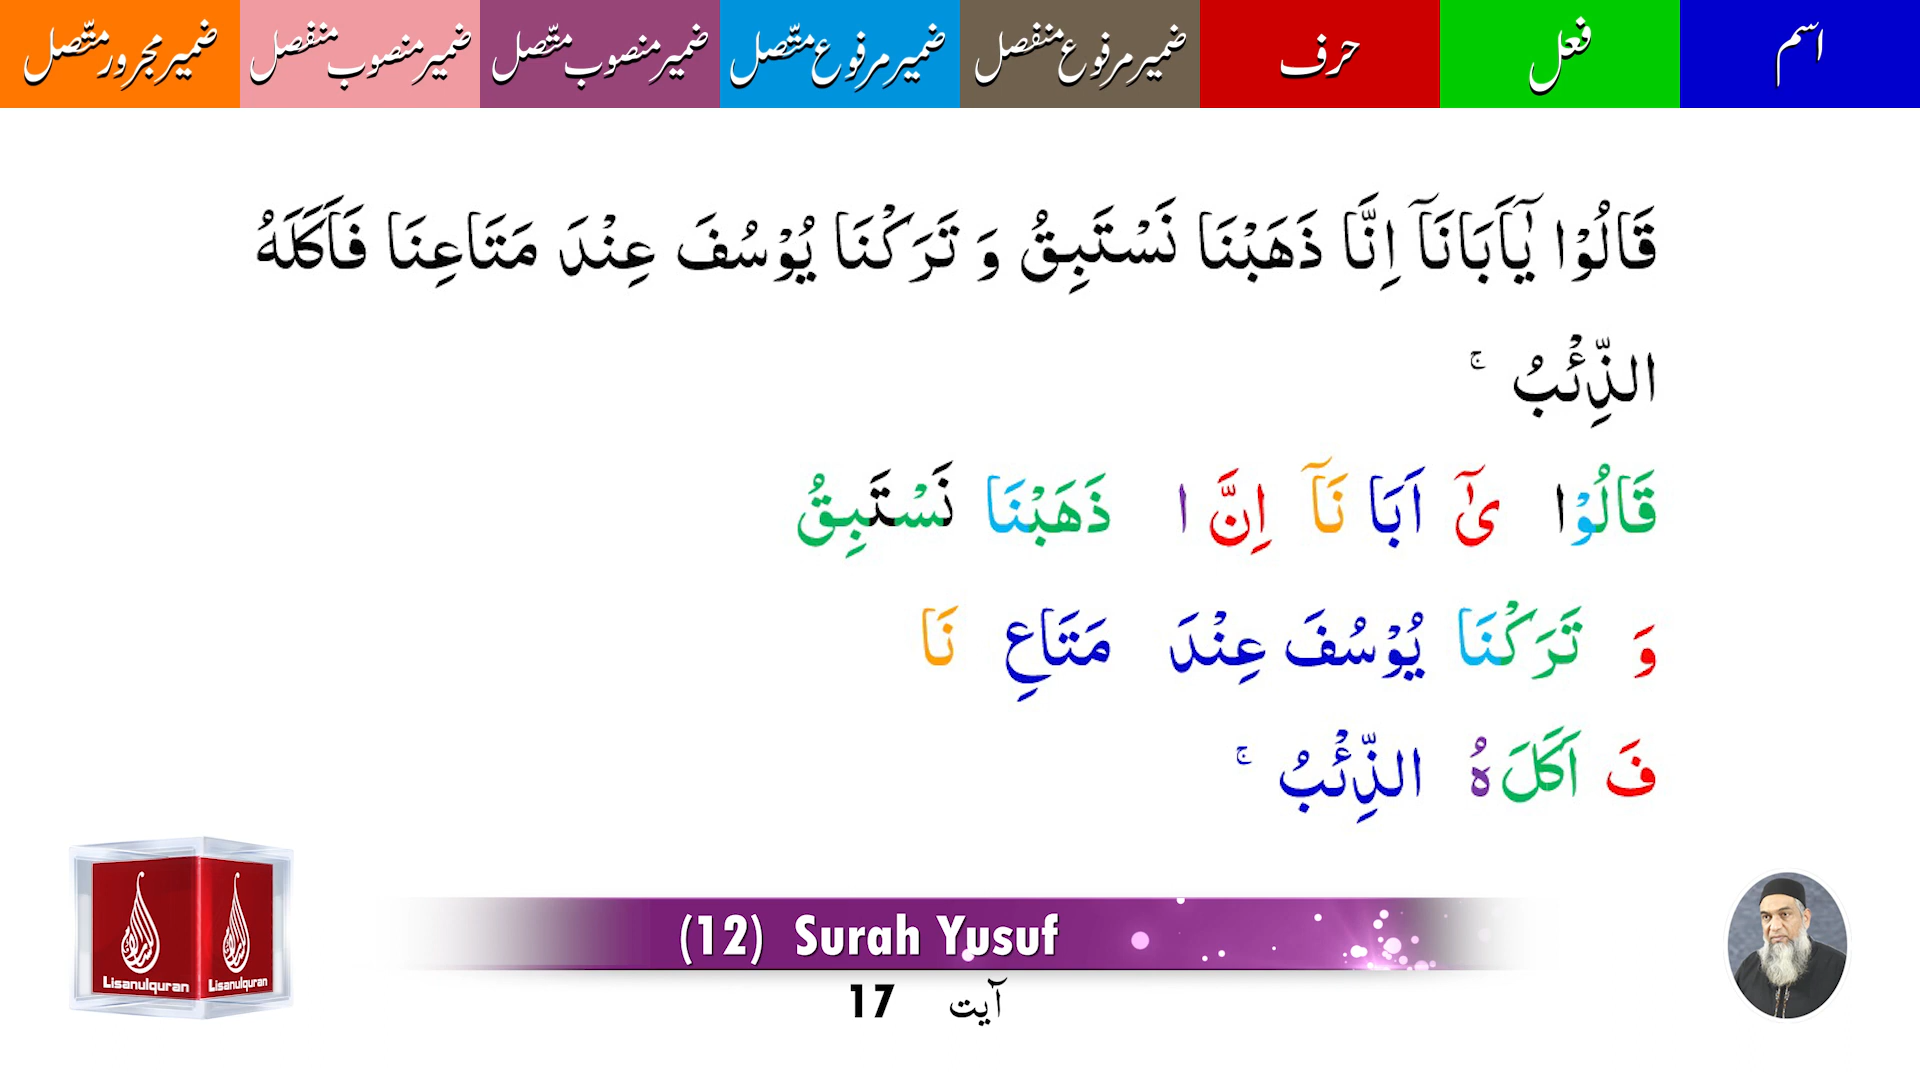 اسم فعل حرف ضمیر مرفوع منفصل ضمیر مرفوع متّصل ضمیر منصوب متّصل ضمیر منصوب منفصل ضمیر مجرور متّصل
قَالُوْا يٰٓاَبَانَآ اِنَّا ذَهَبْنَا نَسْتَبِقُ وَ تَرَكْنَا يُوْسُفَ عِنْدَ مَتَاعِنَا فَاَكَلَهُ
الذِّئْبُ ۚ
قَالُوْا يٰٓ اَبَا نَآ اِنَّ ا ذَهَبْنَا نَسْتَبِقُ
وَ تَرَكْنَا يُوْسُفَ عِنْدَ مَتَاعِ نَا
فَ اَكَلَ هُ الذِّئْبُ ۚ
(12) Surah Yusuf
آیت 17
Lisanulquran Lisanulquran